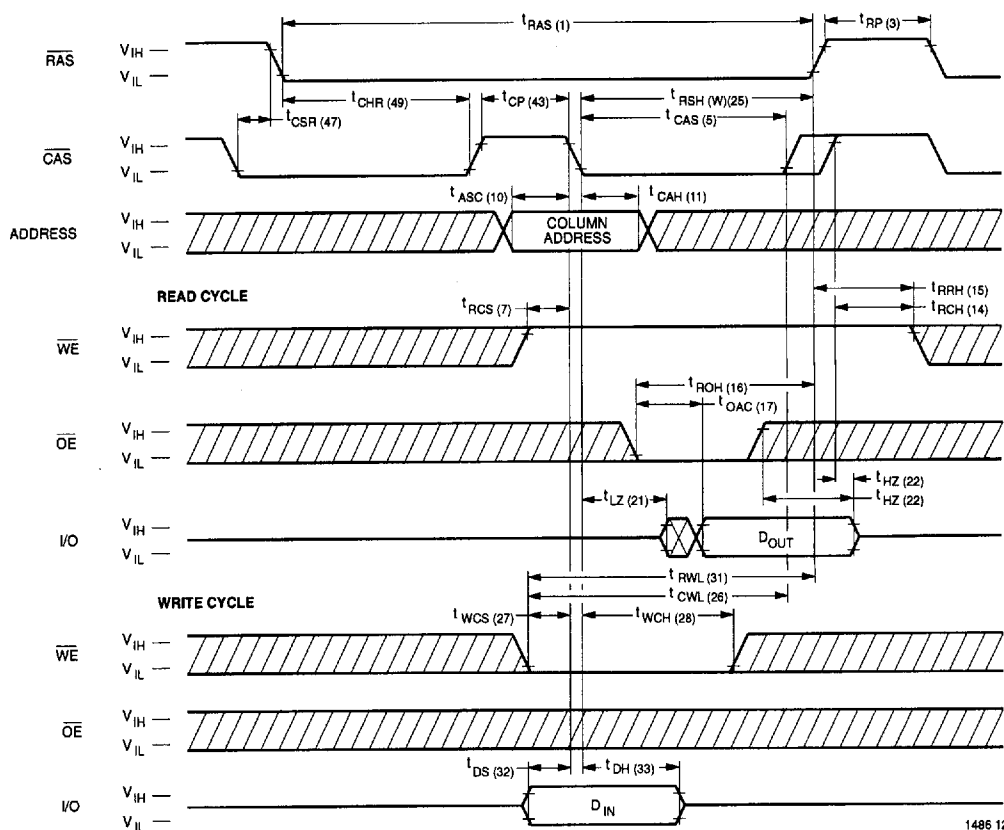 t RAS (1)
t RP (3)
RAS
V IH
V IL
t CHR (49)
t CP (43)
t RSH (W)(25)
t CSR (47)
t CAS (5)
CAS
V IH
V IL
t ASC (10)
t CAH (11)
ADDRESS
V IH
V IL
COLUMN
ADDRESS
READ CYCLE
t RRH (15)
t RCS (7)
t RCH (14)
WE
V IH
V IL
t ROH (16)
t OAC (17)
OE
V IH
V IL
t HZ (22)
t LZ (21)
t HZ (22)
I/O
V IH
V IL
D OUT
t RWL (31)
WRITE CYCLE
t CWL (26)
t WCS (27)
t WCH (28)
WE
V IH
V IL
OE
V IH
V IL
t DS (32)
t DH (33)
I/O
V IH
V IL
D IN
1486 12